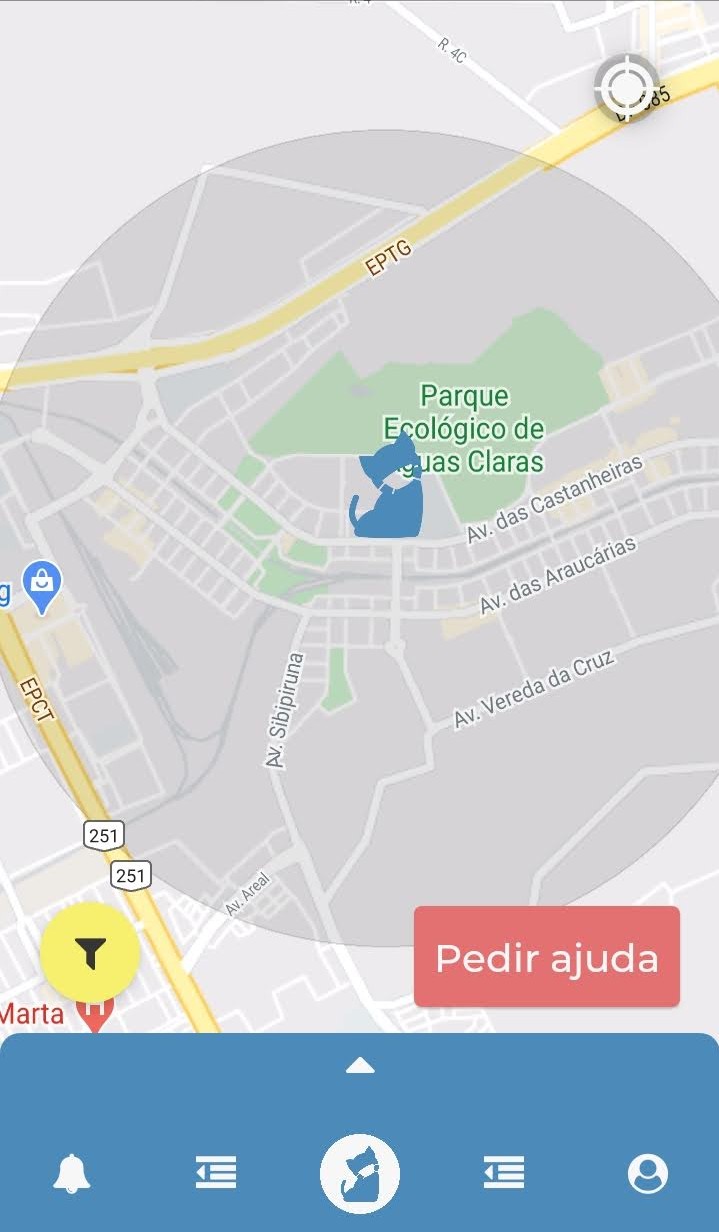 R. 4C
EPTG
Parque
Ecológico de
Águas Claras
Av. das Castanheiras
Av. das Araucárias
g
Av. Vereda da Cruz
Av. Sibipiruna
EPCT
251
251
Av. Areal
Pedir ajuda
Marta
H